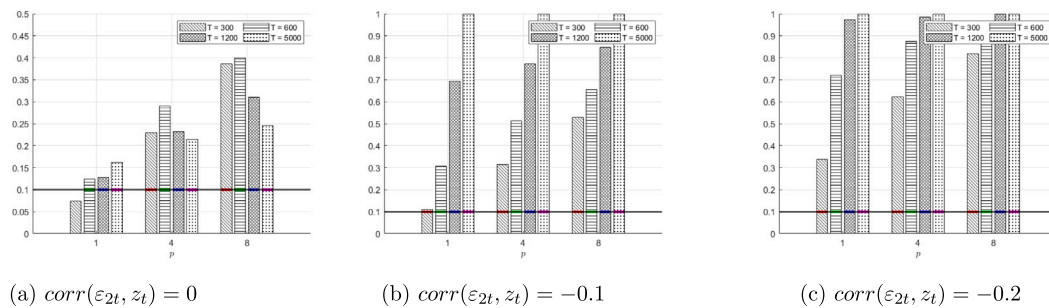 0.5
0.45
0.4
0.35
0.3
0.25
0.2
0.15
0.1
0.05
0
T = 300 T = 600
T = 1200 T = 5000
1 4 8
p
(a) corr(ε2t, zt) = 0
1
0.9
0.8
0.7
0.6
0.5
0.4
0.3
0.2
0.1
0
T = 300 T = 600
T = 1200 T = 5000
1 4 8
p
(b) corr(ε2t, zt) = −0.1
1
0.9
0.8
0.7
0.6
0.5
0.4
0.3
0.2
0.1
0
T = 300 T = 600
T = 1200 T = 5000
1 4 8
p
(c) corr(ε2t, zt) = −0.2